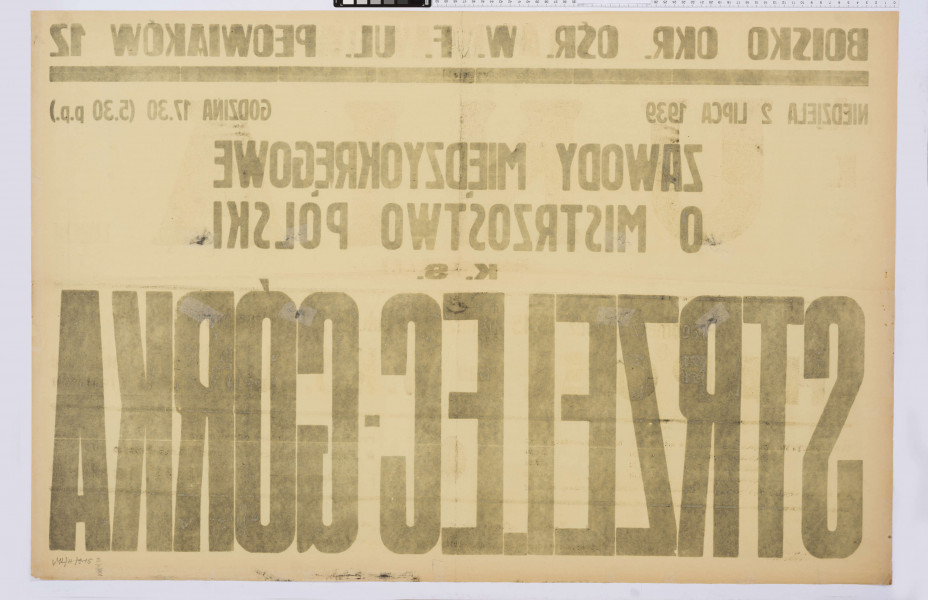 BOISKO OKR. OŚR. W. F. UL. PEOWIAKÓW 12
NIEDZIELA 2 LIPCA 1939 GODZINA 17.30 (5.30 p.p.)
ZAWODY MIĘDZYOKRĘGOWE
O MISTRZOSTWO POLSKI
K. S.
STRZELEC-GÓRKA